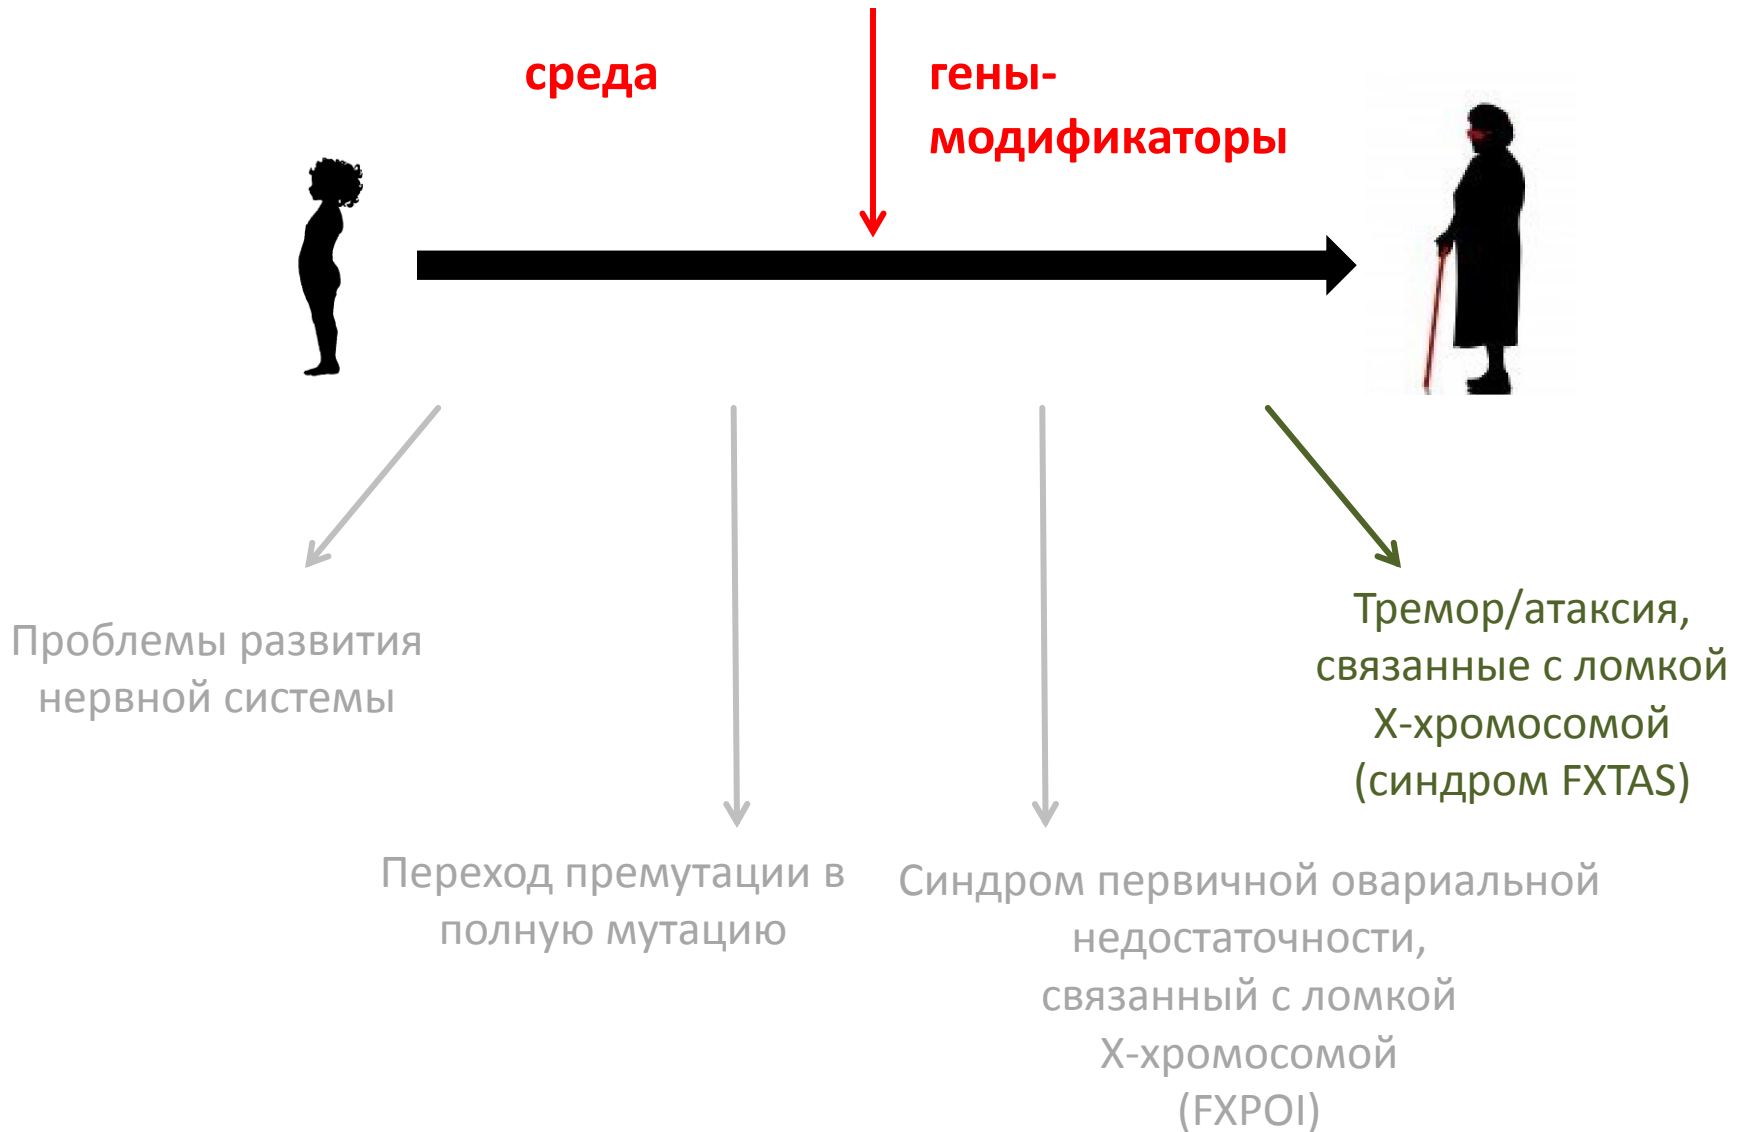 среда
гены-
модификаторы
Проблемы развития
нервной системы
Переход премутации в
полную мутацию
Синдром первичной овариальной
недостаточности,
связанный с ломкой
Х-хромосомой
(FXPOI)
Тремор/атаксия,
связанные с ломкой
Х-хромосомой
(синдром FXTAS)